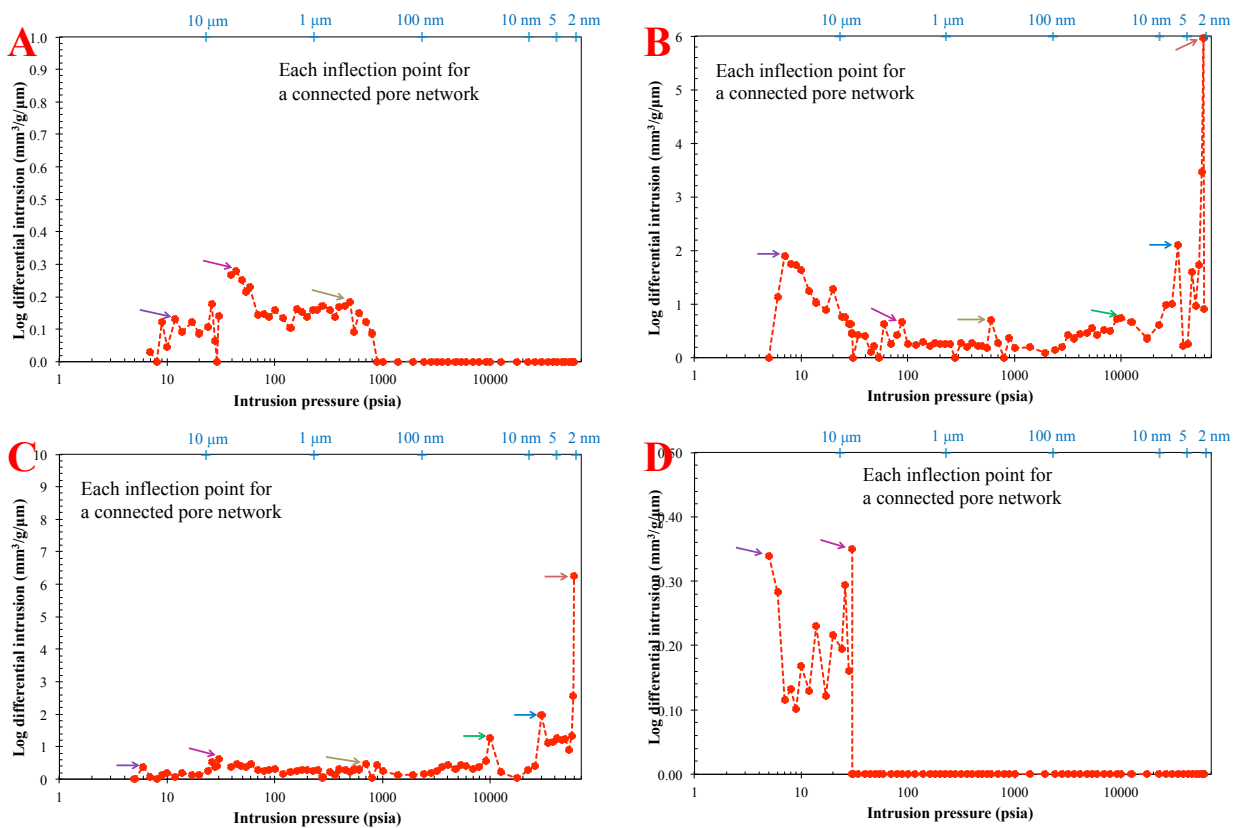 A
10 μm 1 μm 100 nm 10 nm 5 2 nm
Each inflection point for
a connected pore network
Log differential intrusion (mm³/g/μm)
1.0
0.9
0.8
0.7
0.6
0.5
0.4
0.3
0.2
0.1
0.0
1 10 100 1000 10000
Intrusion pressure (psia)
B
10 μm 1 μm 100 nm 10 nm 5 2 nm
Each inflection point for
a connected pore network
Log differential intrusion (mm³/g/μm)
6
5
4
3
2
1
0
1 10 100 1000 10000
Intrusion pressure (psia)
C
10 μm 1 μm 100 nm 10 nm 5 2 nm
Each inflection point for
a connected pore network
Log differential intrusion (mm³/g/μm)
10
9
8
7
6
5
4
3
2
1
0
1 10 100 1000 10000
Intrusion pressure (psia)
D
10 μm 1 μm 100 nm 10 nm 5 2 nm
Each inflection point for
a connected pore network
Log differential intrusion (mm³/g/μm)
0.50
0.40
0.30
0.20
0.10
0.00
1 10 100 1000 10000
Intrusion pressure (psia)